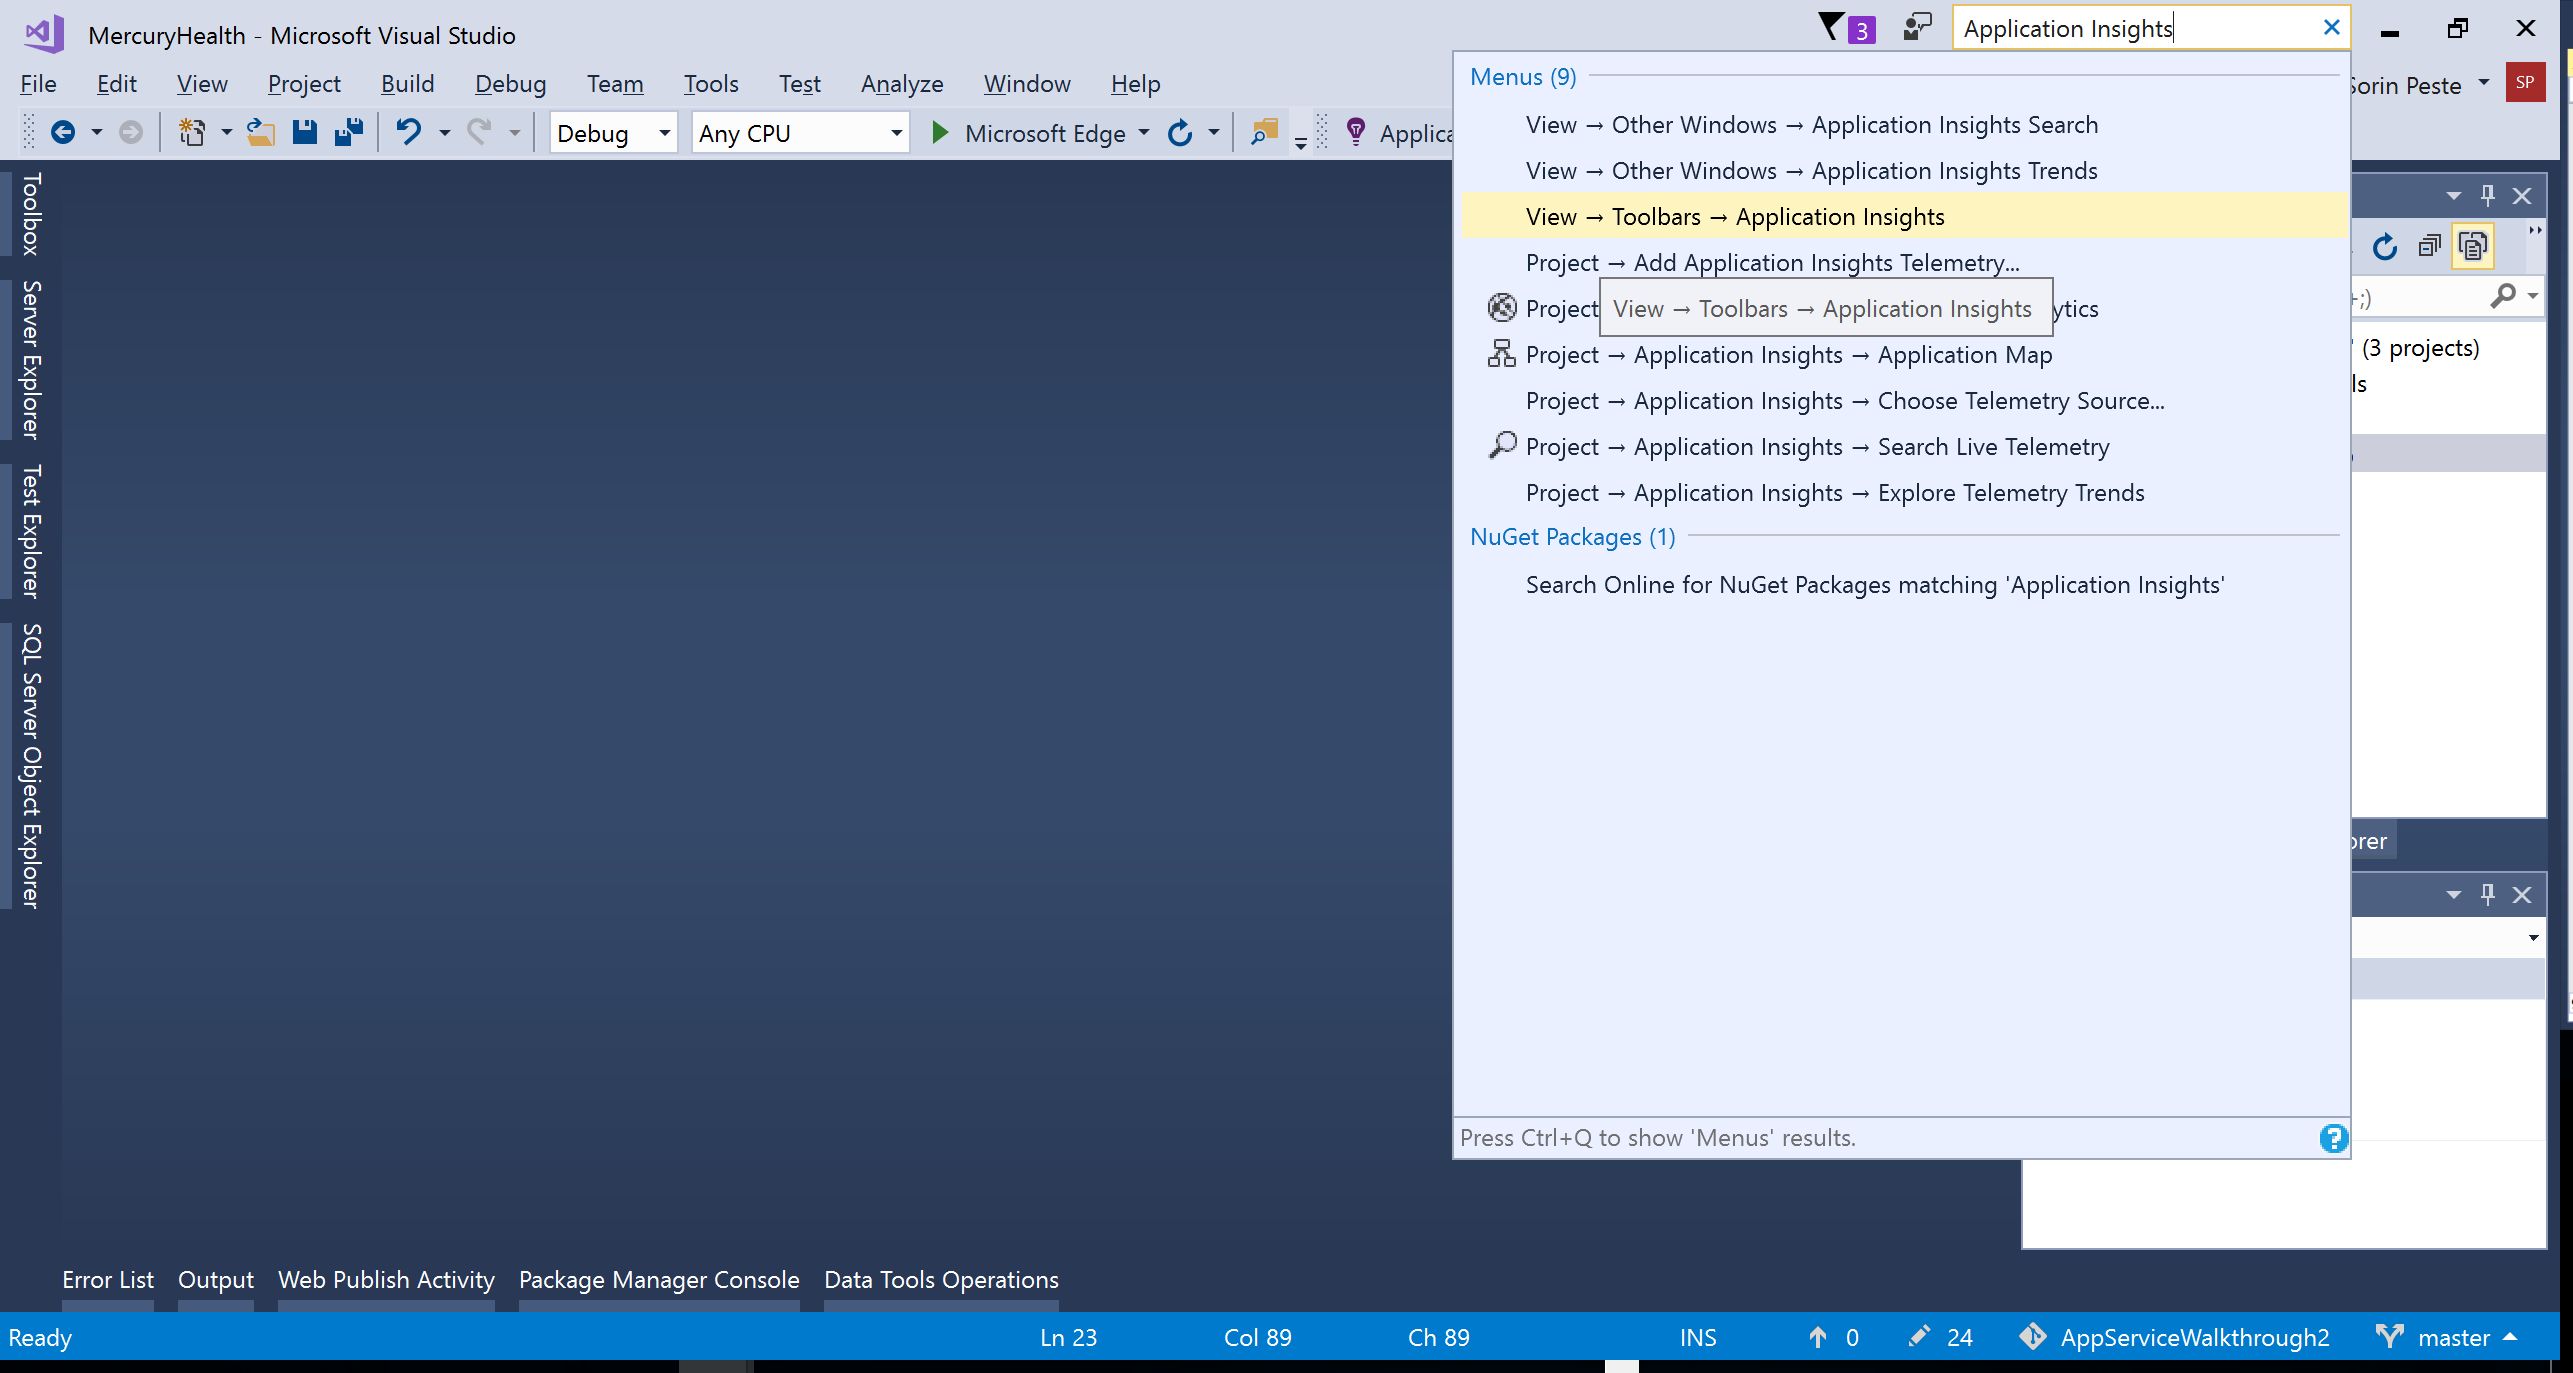 MercuryHealth - Microsoft Visual Studio
3
Application Insights
File Edit View Project Build Debug Team Tools Test Analyze Window Help
Sorin Peste
SP
Debug
Any CPU
Microsoft Edge
Applica
Menus (9)
View → Other Windows → Application Insights Search
View → Other Windows → Application Insights Trends
View → Toolbars → Application Insights
Project → Add Application Insights Telemetry...
Project
View → Toolbars → Application Insights
ytics
Project → Application Insights → Application Map
Project → Application Insights → Choose Telemetry Source...
Project → Application Insights → Search Live Telemetry
Project → Application Insights → Explore Telemetry Trends
NuGet Packages (1)
Search Online for NuGet Packages matching 'Application Insights'
Press Ctrl+Q to show 'Menus' results.
+;)
' (3 projects)
ls
orer
Toolbox
Server Explorer
Test Explorer
SQL Server Object Explorer
Error List Output Web Publish Activity Package Manager Console Data Tools Operations
Ready Ln 23 Col 89 Ch 89 INS 0 24 AppServiceWalkthrough2 master